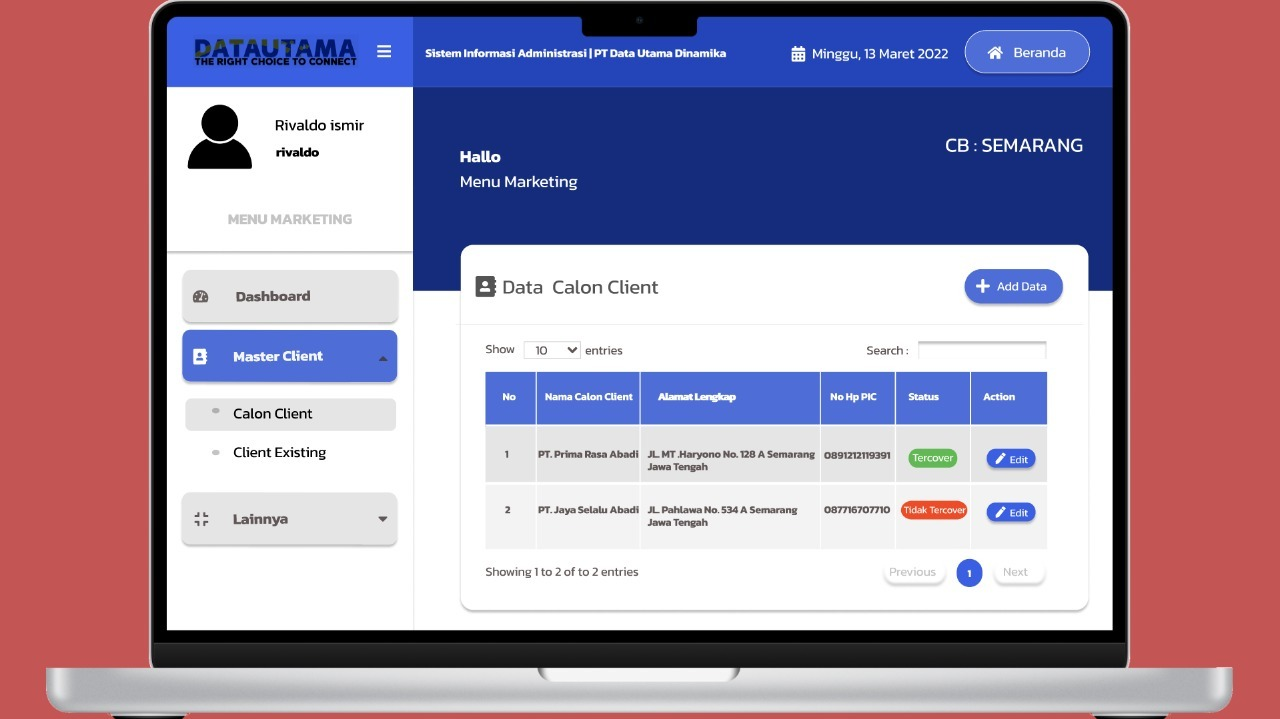 DATAUTAMA
THE RIGHT CHOICE TO CONNECT
Sistem Informasi Administrasi | PT Data Utama Dinamika
Minggu, 13 Maret 2022
Beranda
Rivaldo ismir
rivaldo
MENU MARKETING
Dashboard
Master Client
Calon Client
Client Existing
Lainnya
Hallo
Menu Marketing
CB : SEMARANG
Data Calon Client
Add Data
Show 10 entries
Search :
No Nama Calon Client Alamat Lengkap No Hp PIC Status Action
1 PT. Prima Rasa Abadi JL. MT .Haryono No. 128 A Semarang 0891212119391 Tercover Edit
Jawa Tengah
2 PT. Jaya Selalu Abadi JL. Pahlawa No. 534 A Semarang 087716707710 Tidak Tercover Edit
Jawa Tengah
Showing 1 to 2 of to 2 entries
Previous 1 Next